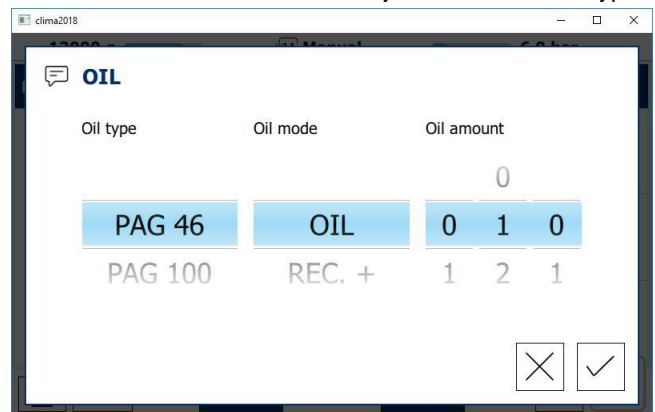 clima2018
OIL
Oil type Oil mode Oil amount
0
PAG 46 OIL 0 1 0
PAG 100 REC. + 1 2 1